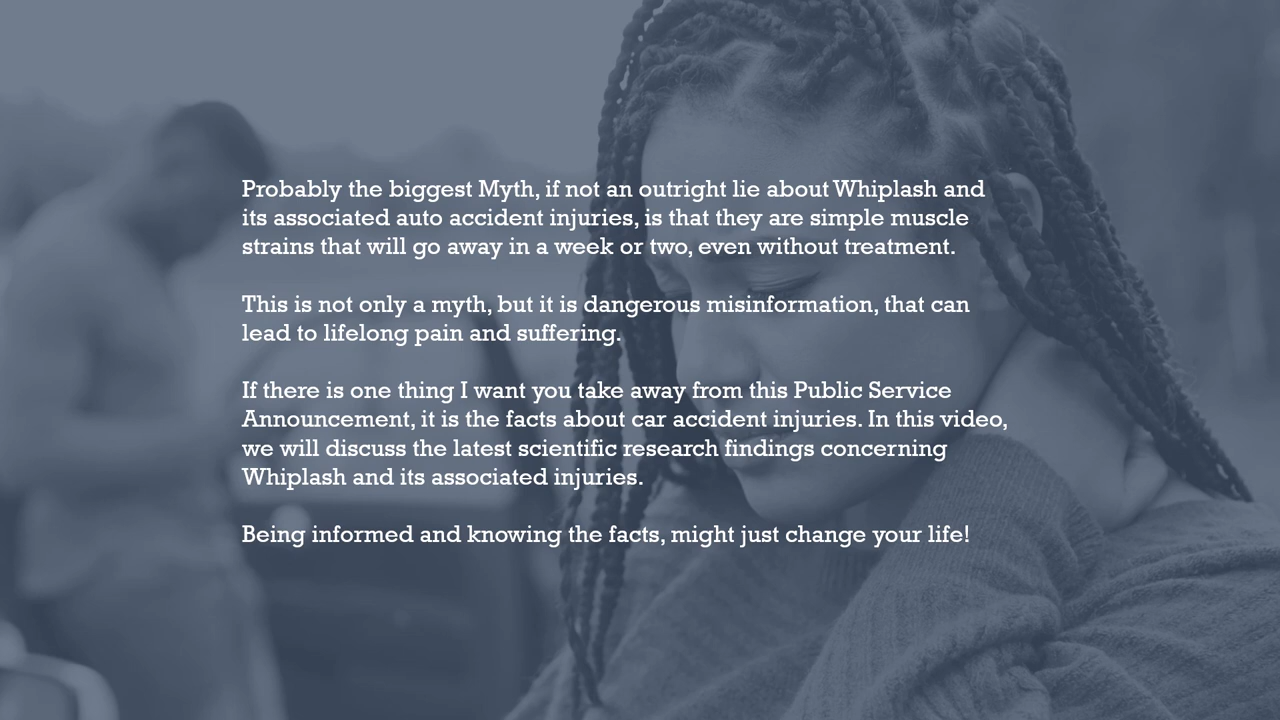 Probably the biggest Myth, if not an outright lie about Whiplash and
its associated auto accident injuries, is that they are simple muscle
strains that will go away in a week or two, even without treatment.
This is not only a myth, but it is dangerous misinformation, that can
lead to lifelong pain and suffering.
If there is one thing I want you take away from this Public Service
Announcement, it is the facts about car accident injuries. In this video,
we will discuss the latest scientific research findings concerning
Whiplash and its associated injuries.
Being informed and knowing the facts, might just change your life!